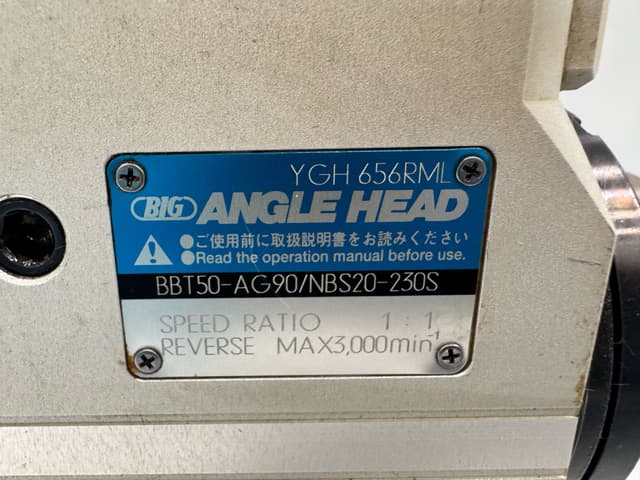 YGH 656RML
BIG ANGLE HEAD
●ご使用前に取扱説明書をお読みください
●Read the operation manual before use.
BBT50-AG90/NBS20-230S
SPEED RATIO 1 : 1
REVERSE MAX3,000min⁻¹